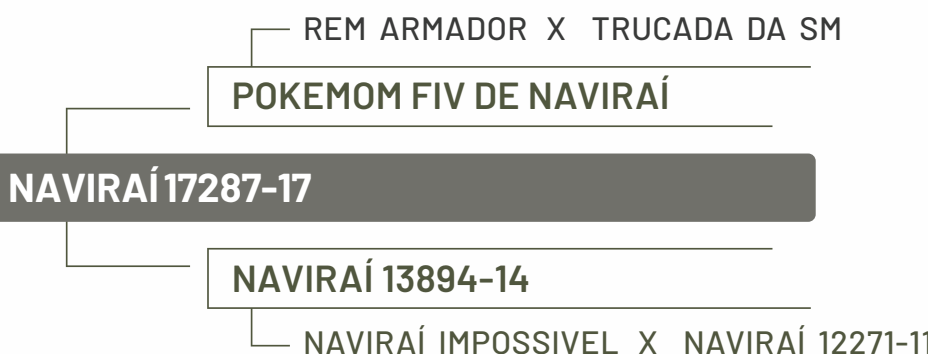 REM ARMADOR X TRUCADA DA SM
POKEMOM FIV DE NAVIRAÍ
NAVIRAÍ 17287-17
NAVIRAÍ 13894-14
NAVIRAÍ IMPOSSIVEL X NAVIRAÍ 12271-11